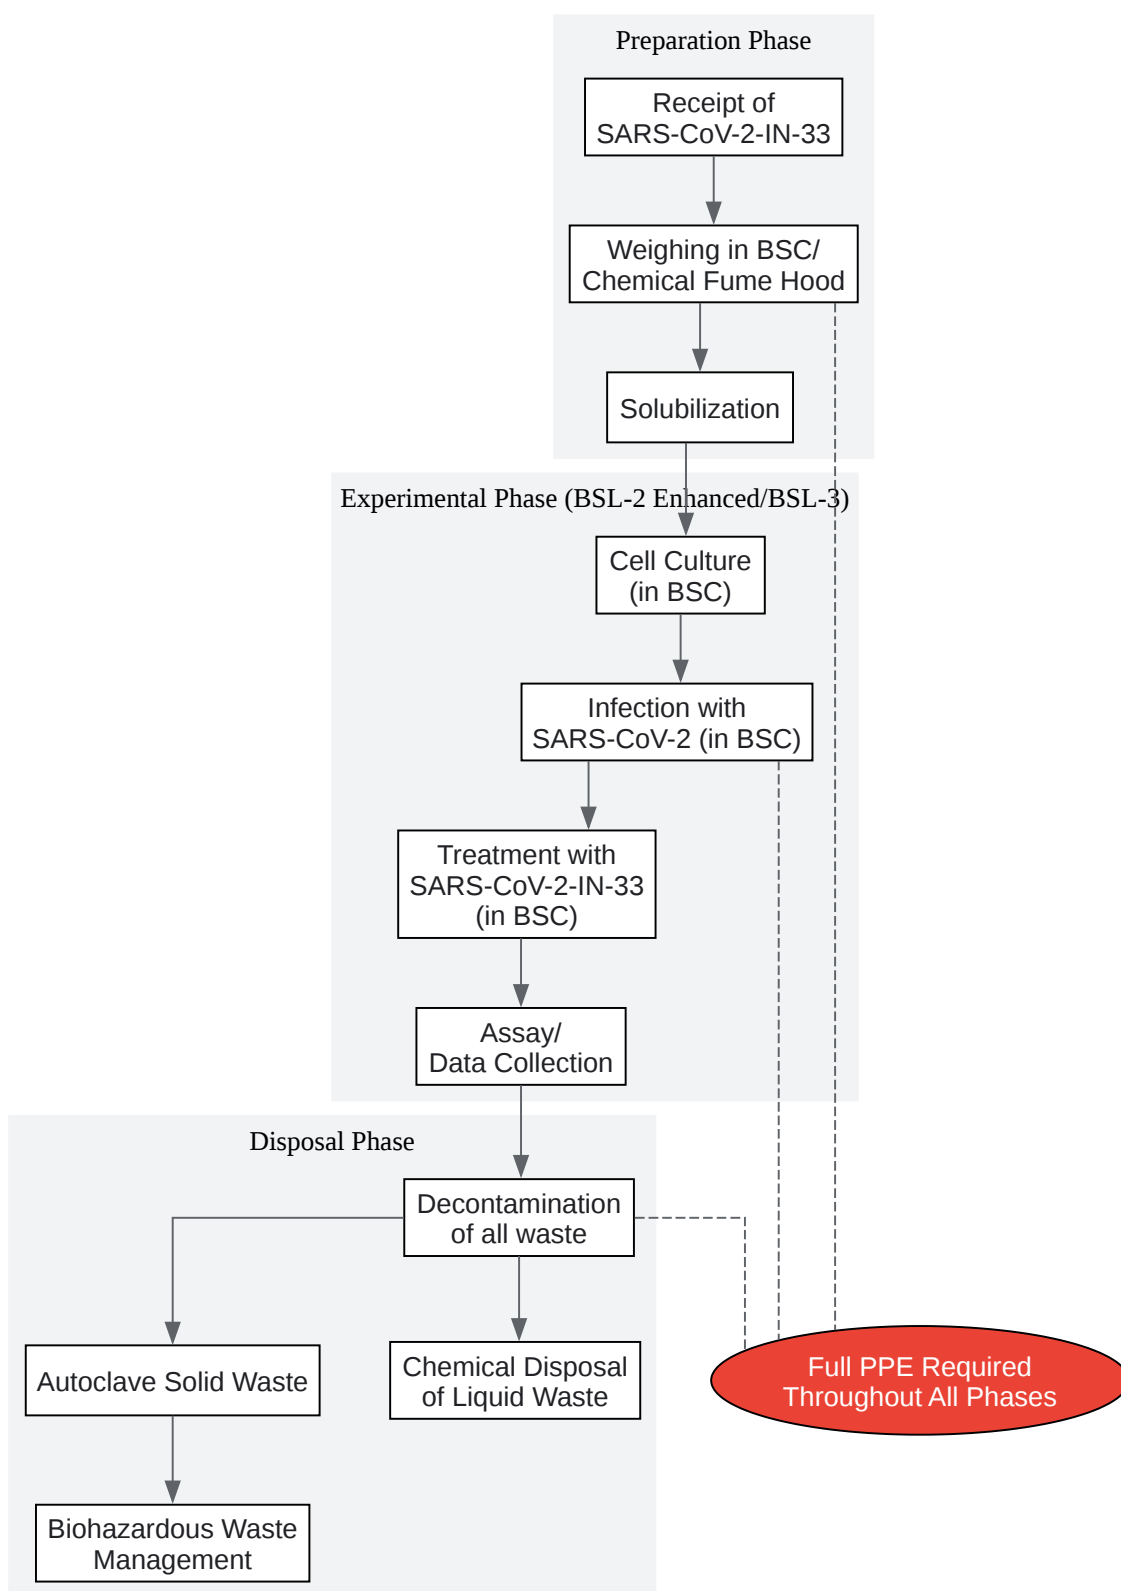 Preparation Phase
Receipt of
SARS-CoV-2-IN-33
Weighing in BSC/
Chemical Fume Hood
Solubilization
Experimental Phase (BSL-2 Enhanced/BSL-3)
Cell Culture
(in BSC)
Infection with
SARS-CoV-2 (in BSC)
Treatment with
SARS-CoV-2-IN-33
(in BSC)
Assay/
Data Collection
Disposal Phase
Decontamination
of all waste
Autoclave Solid Waste
Chemical Disposal
of Liquid Waste
Full PPE Required
Throughout All Phases
Biohazardous Waste
Management